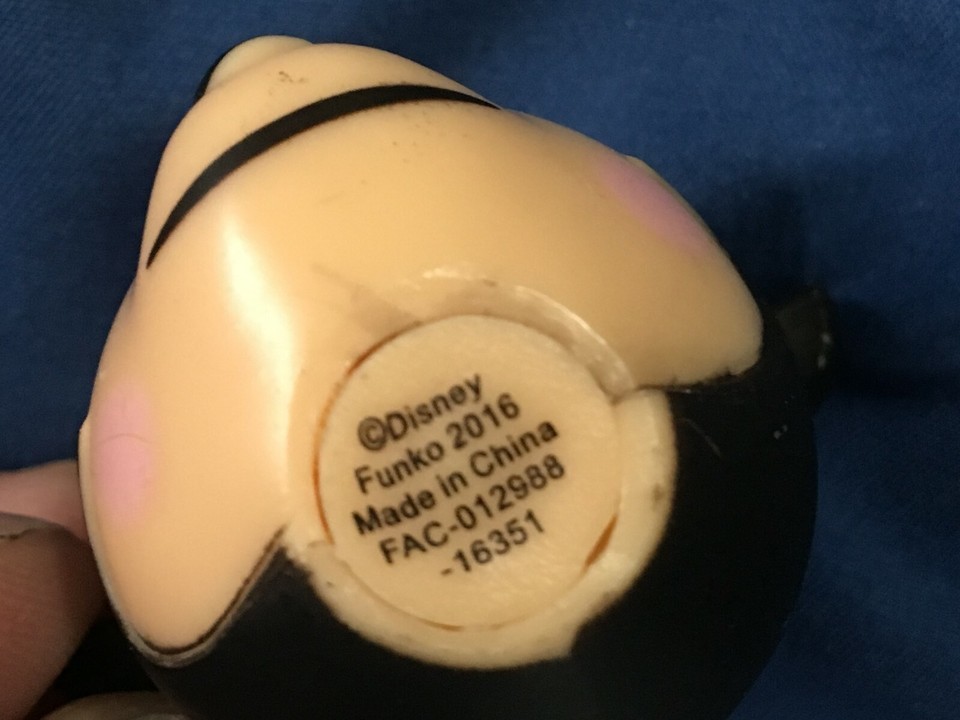 ©Disney
Funko 2016
Made in China
FAC-012988
-16351